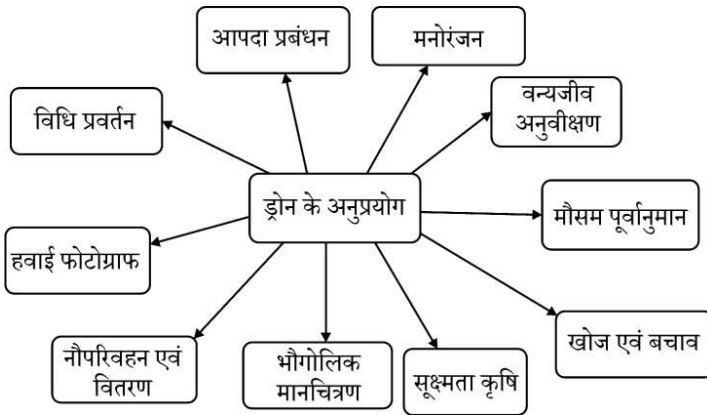 आपदा प्रबंधन
मनोरंजन
विधि प्रवर्तन
वन्यजीव
अनुवीक्षण
ड्रोन के अनुप्रयोग
मौसम पूर्वानुमान
हवाई फोटोग्राफ
खोज एवं बचाव
नौपरिवहन एवं
वितरण
भौगोलिक
मानचित्रण
सूक्ष्मता कृषि